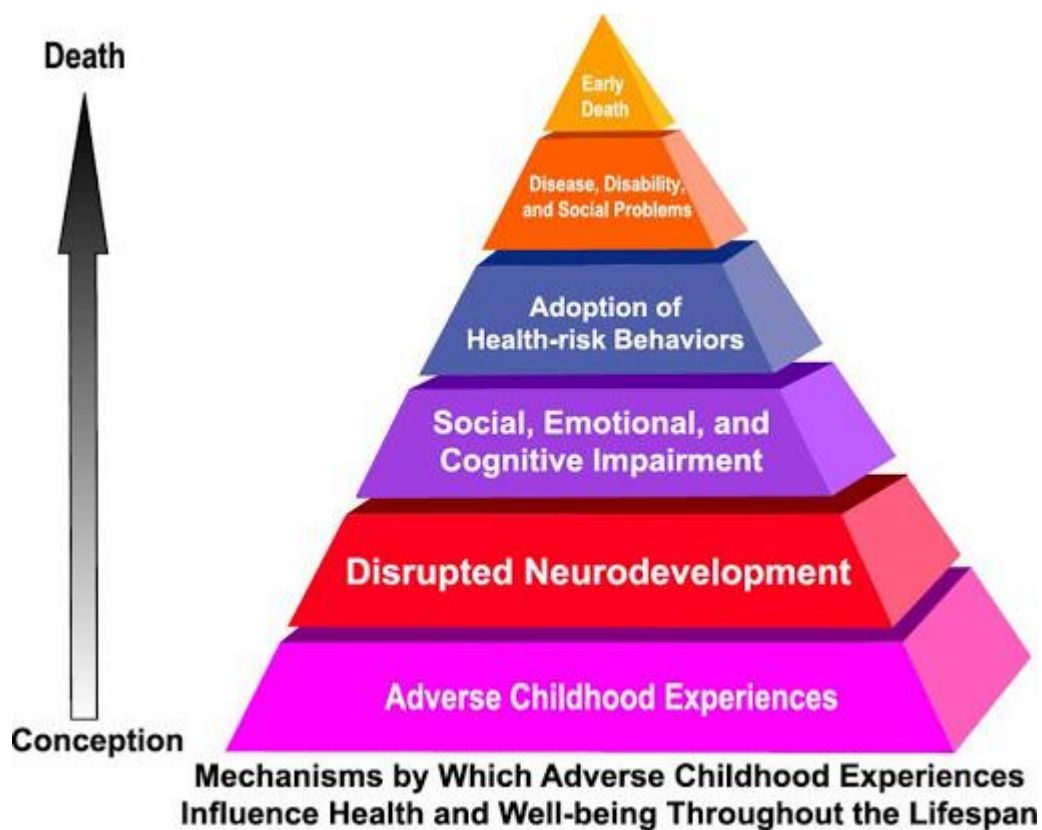 Death
Early
Death
Disease, Disability,
and Social Problems
Adoption of
Health-risk Behaviors
Social, Emotional, and
Cognitive Impairment
Disrupted Neurodevelopment
Adverse Childhood Experiences
Conception
Mechanisms by Which Adverse Childhood Experiences
Influence Health and Well-being Throughout the Lifespan